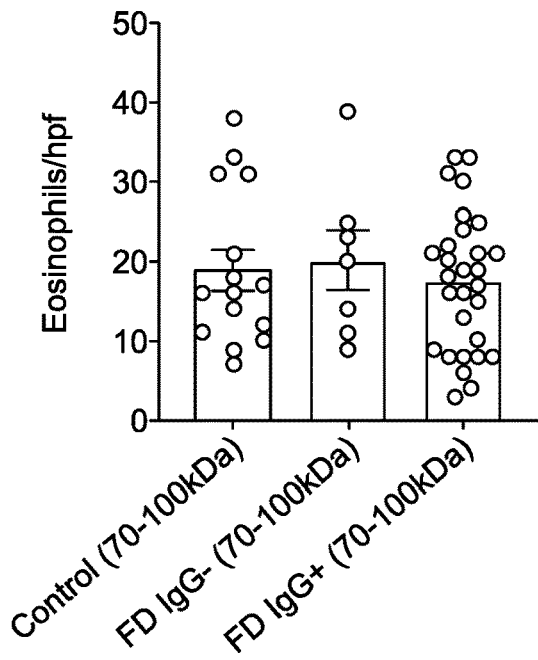 Eosinophils/hpf
50
40
30
20
10
0
Control (70-100kDa)
FD IgG- (70-100kDa)
FD IgG+ (70-100kDa)